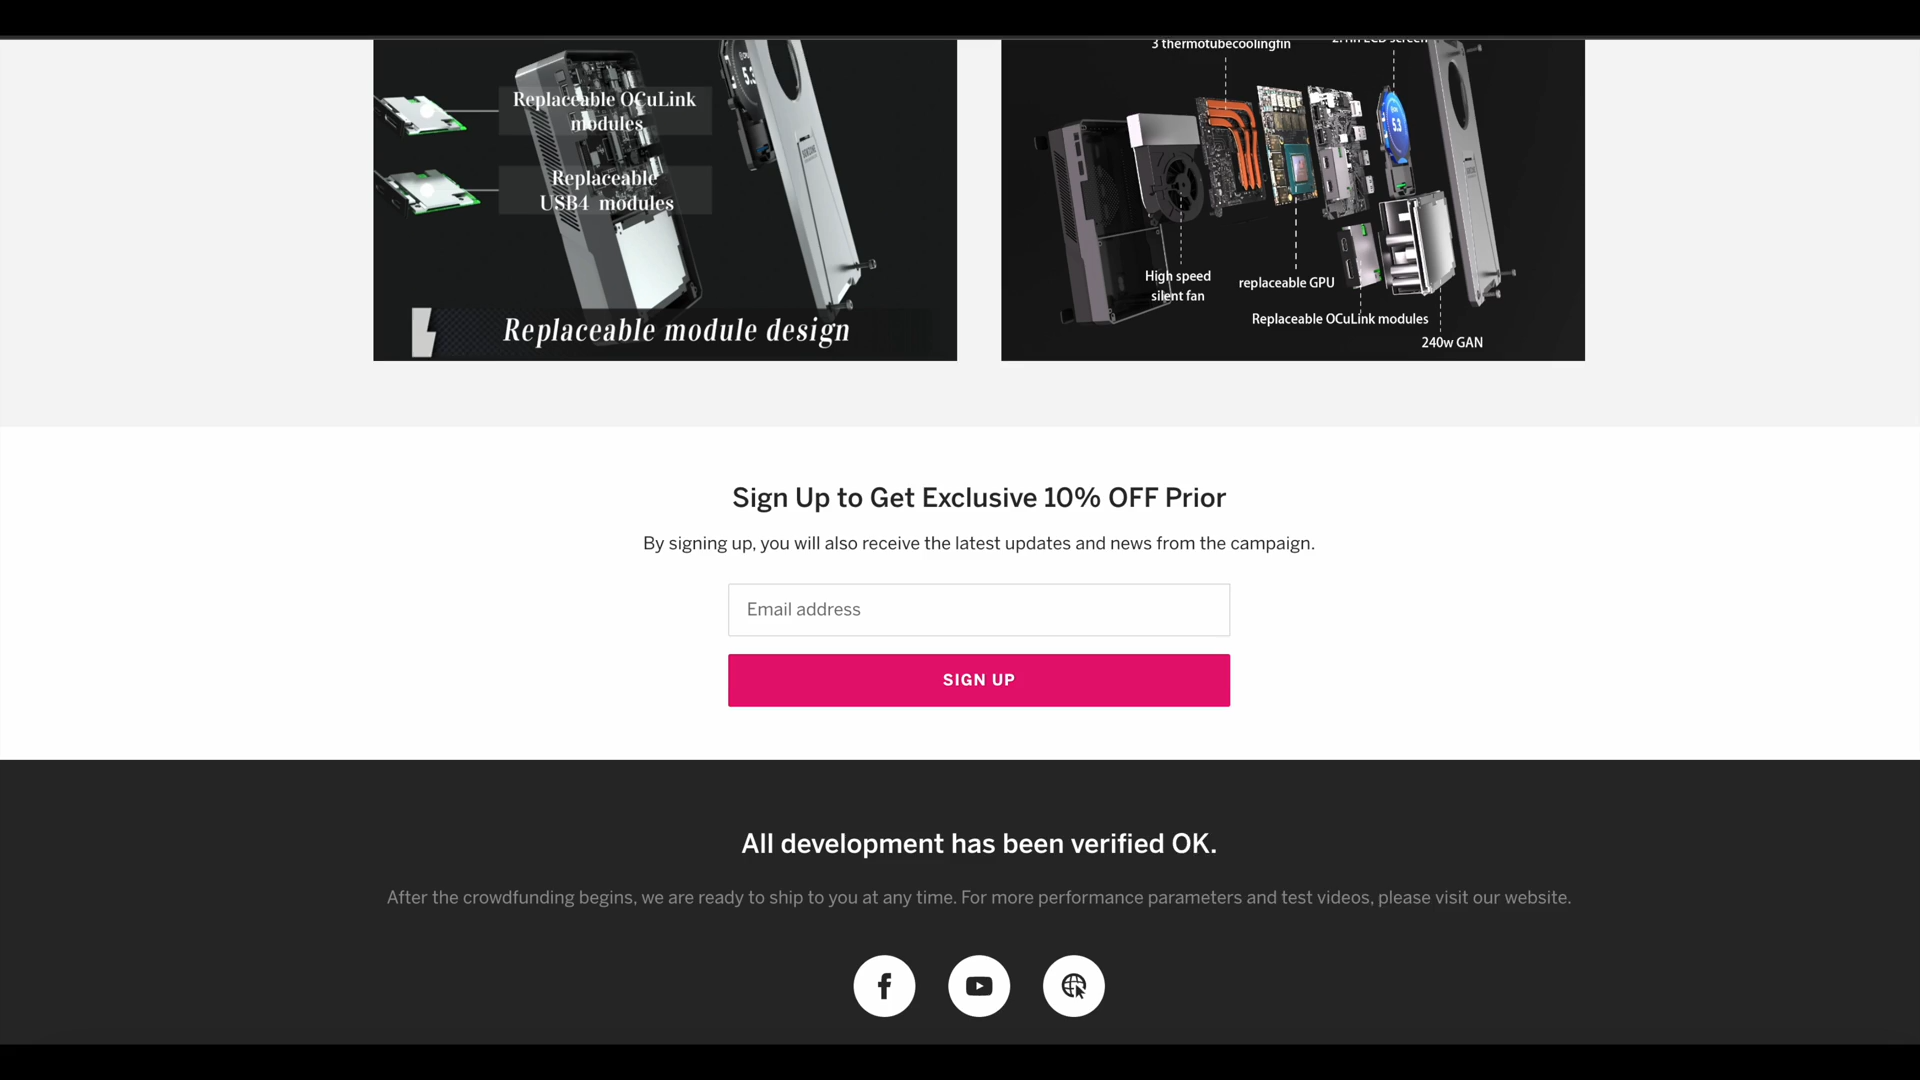 Replaceable OCuLink
modules
Replaceable
USB4 modules
Replaceable module design
3 thermotubecoolingfin
5.3
High speed
silent fan
replaceable GPU
Replaceable OCuLink modules
240w GAN
Sign Up to Get Exclusive 10% OFF Prior
By signing up, you will also receive the latest updates and news from the campaign.
Email address
SIGN UP
All development has been verified OK.
After the crowdfunding begins, we are ready to ship to you at any time. For more performance parameters and test videos, please visit our website.